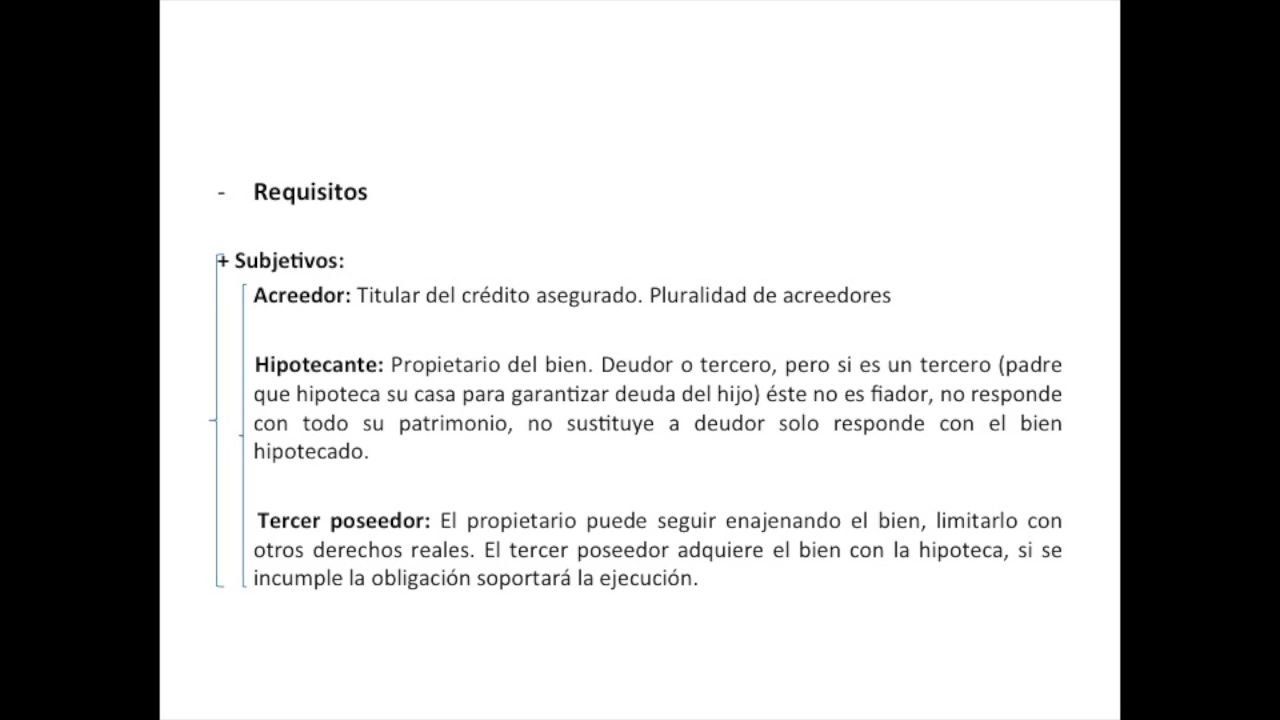 - Requisitos
+ Subjetivos:
Acreedor: Titular del crédito asegurado. Pluralidad de acreedores
Hipotecante: Propietario del bien. Deudor o tercero, pero si es un tercero (padre
que hipoteca su casa para garantizar deuda del hijo) éste no es fiador, no responde
con todo su patrimonio, no sustituye a deudor solo responde con el bien
hipotecado.
Tercer poseedor: El propietario puede seguir enajenando el bien, limitarlo con
otros derechos reales. El tercer poseedor adquiere el bien con la hipoteca, si se
incumple la obligación soportará la ejecución.